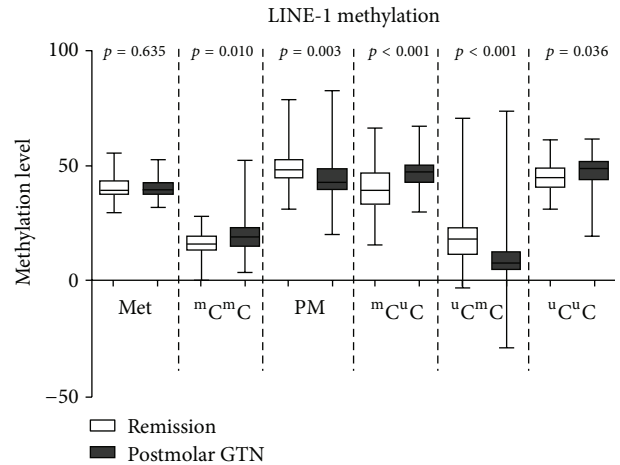 LINE-1 methylation
100
p = 0.635 p = 0.010 p = 0.003 p < 0.001 p < 0.001 p = 0.036
Methylation level
50
0
Met ᵐCᵐC PM ᵐCᵘC ᵘCᵐC ᵘCᵘC
−50
Remission
Postmolar GTN